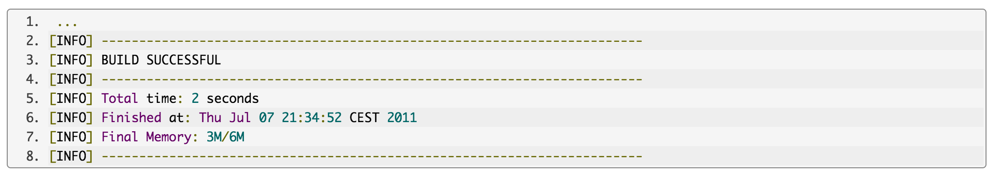 1. ...
2. [INFO] ------------------------------------------------------------------------
3. [INFO] BUILD SUCCESSFUL
4. [INFO] ------------------------------------------------------------------------
5. [INFO] Total time: 2 seconds
6. [INFO] Finished at: Thu Jul 07 21:34:52 CEST 2011
7. [INFO] Final Memory: 3M/6M
8. [INFO] ------------------------------------------------------------------------